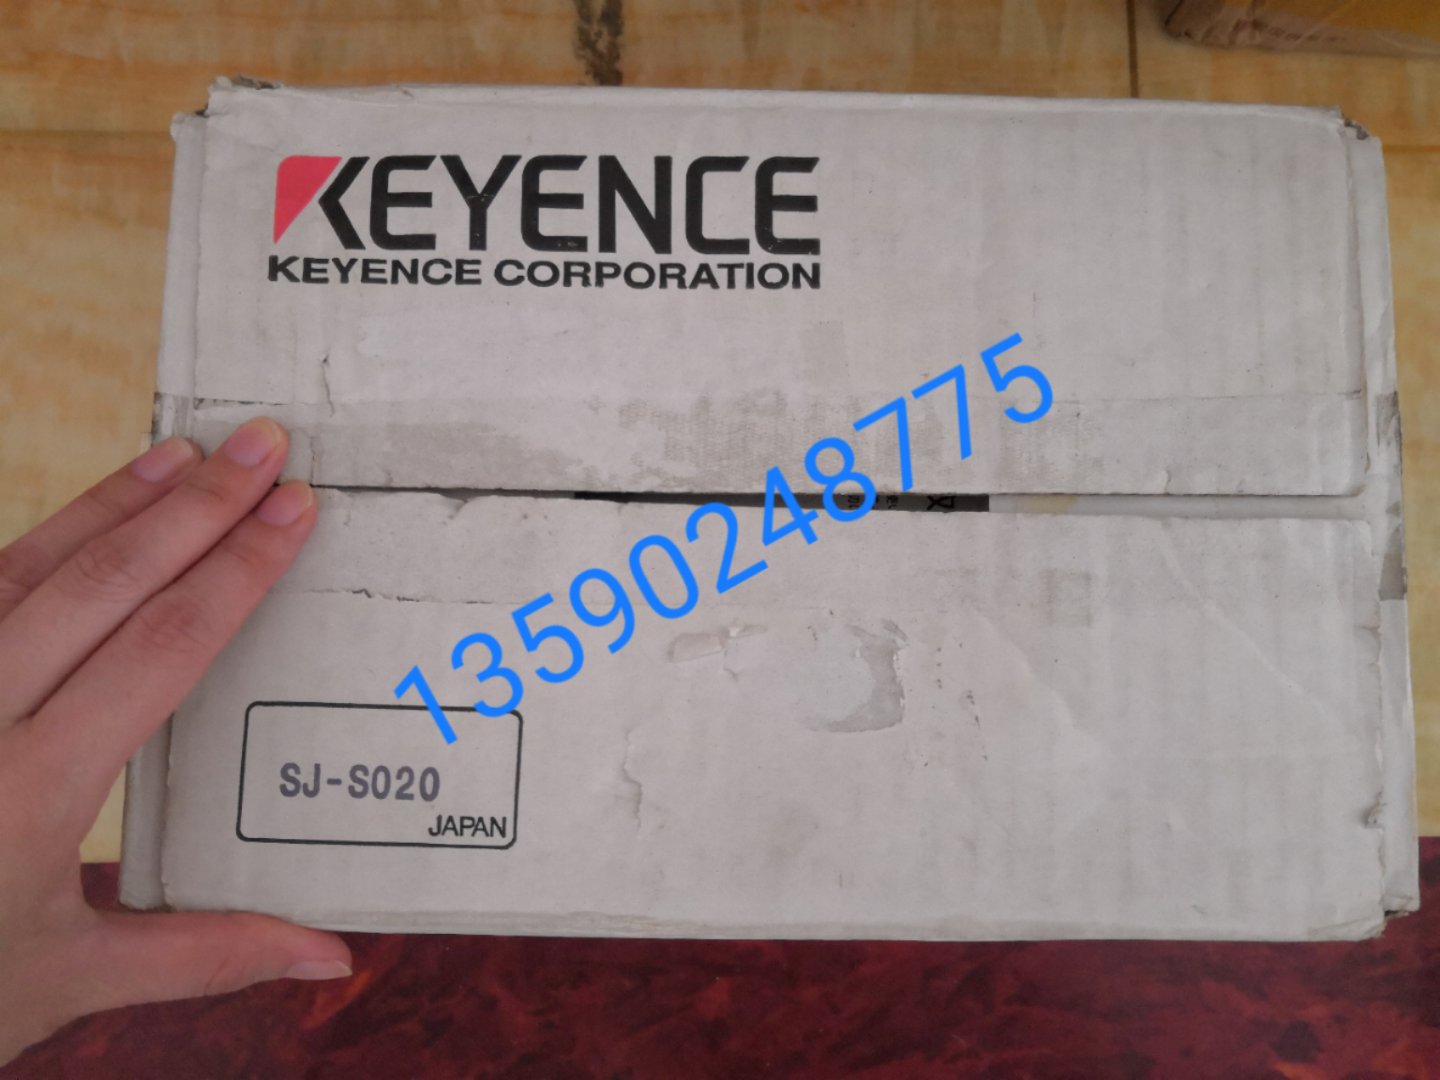 KEYENCE
KEYENCE CORPORATION
13590248775
SJ-S020
JAPAN